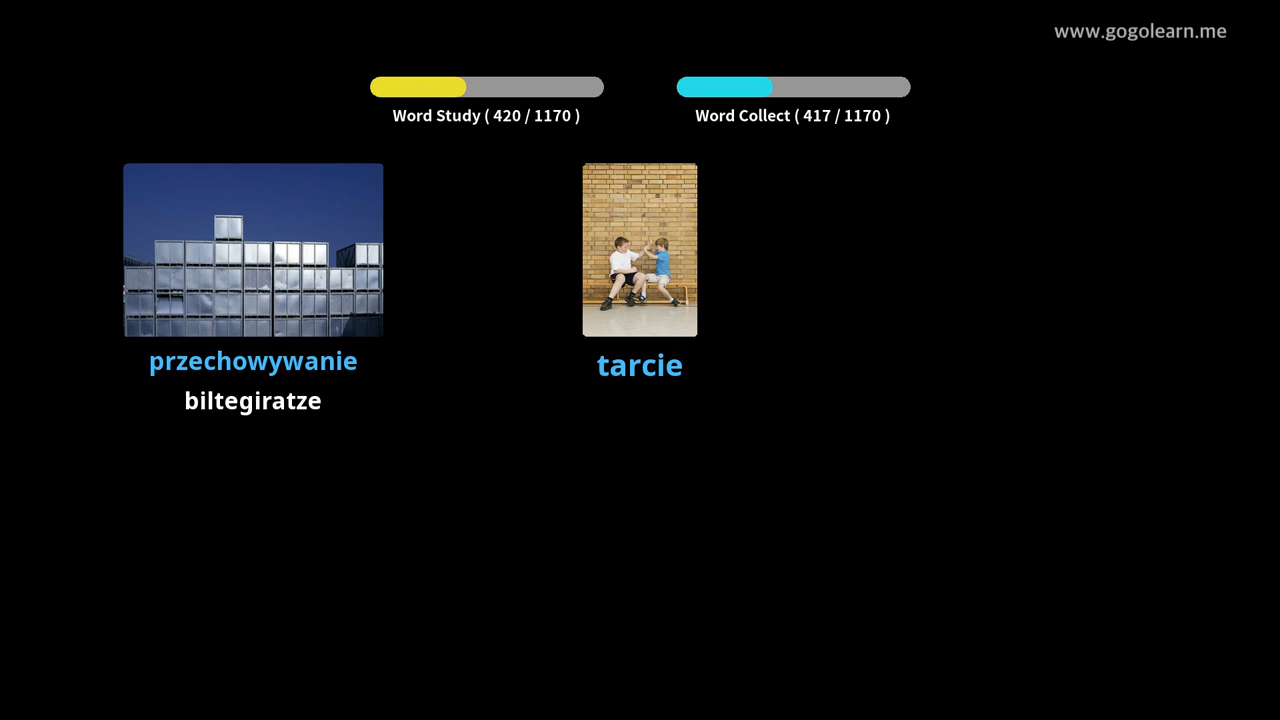 www.gogolearn.me
Word Study ( 420 / 1170 )
Word Collect ( 417 / 1170 )
przechowywanie
biltegiratze
tarcie